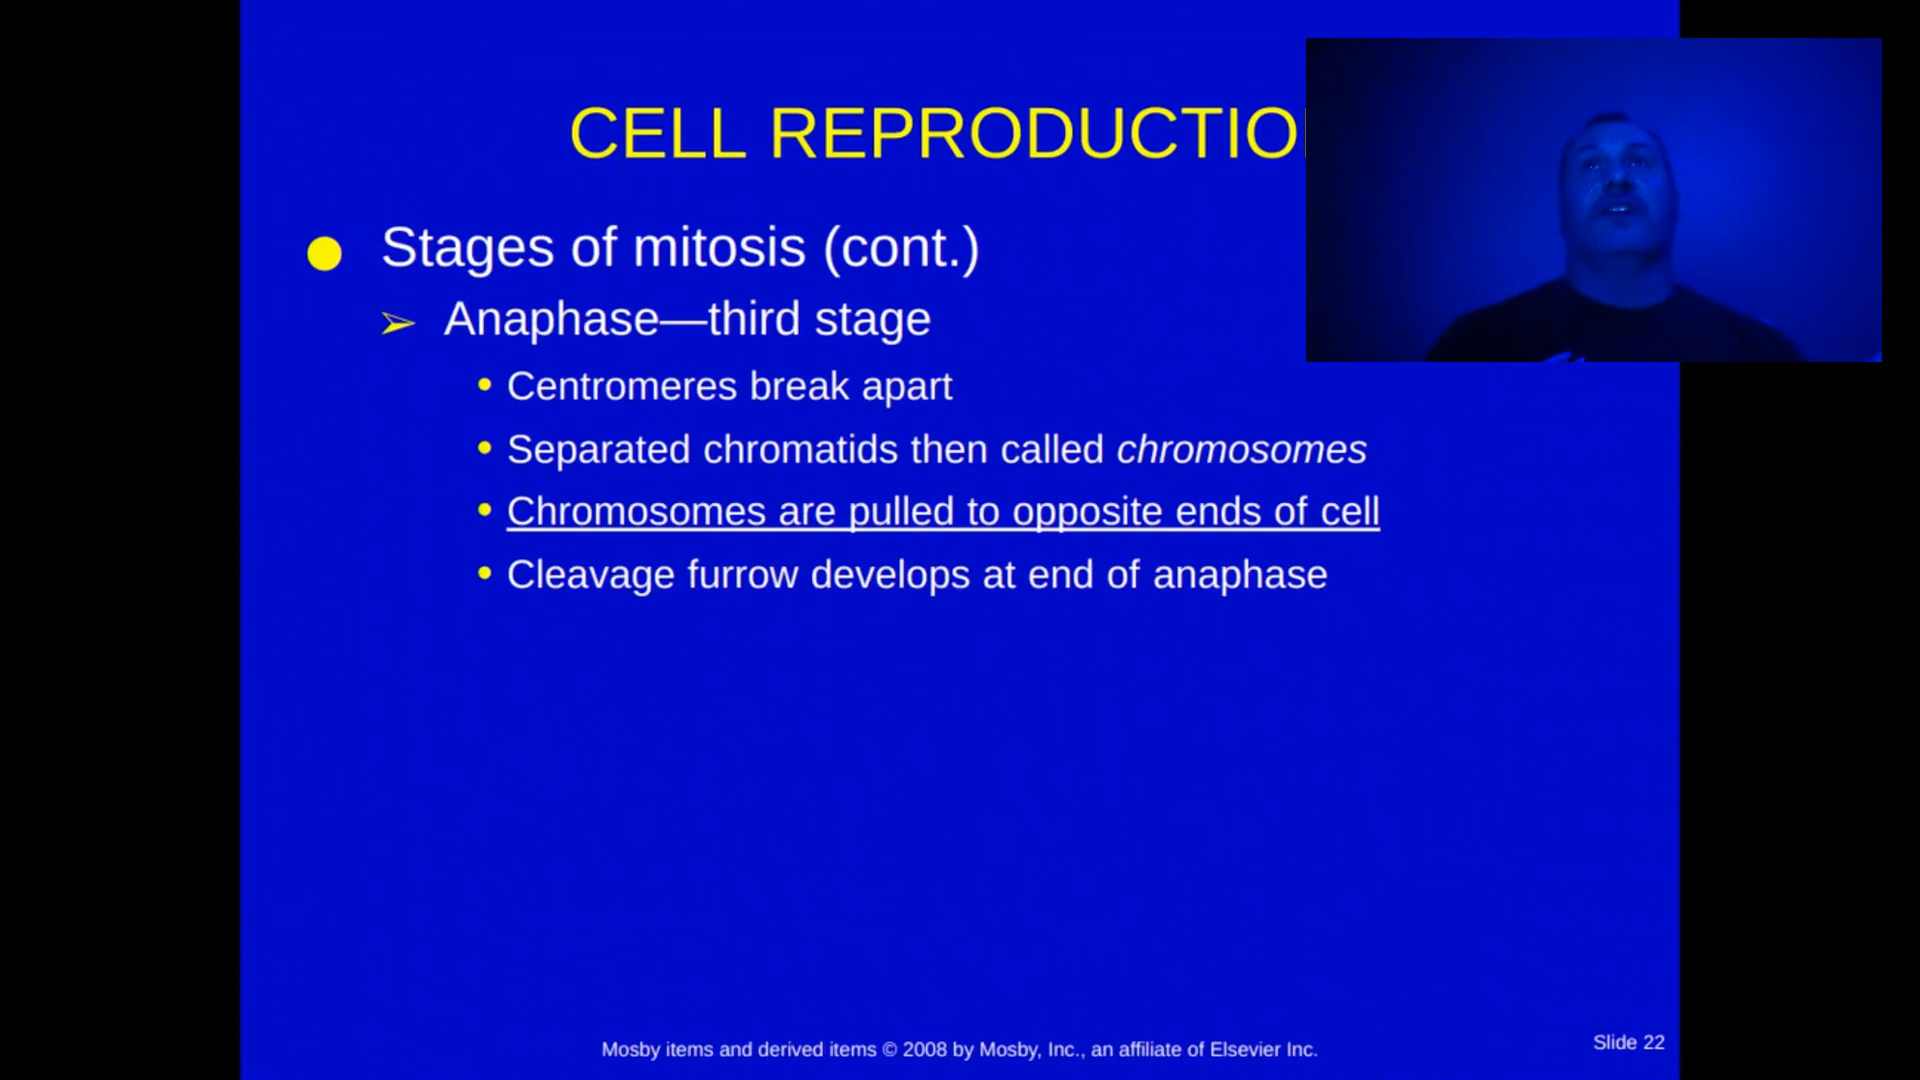 CELL REPRODUCTIO
Stages of mitosis (cont.)
Anaphase—third stage
Centromeres break apart
Separated chromatids then called chromosomes
Chromosomes are pulled to opposite ends of cell
Cleavage furrow develops at end of anaphase
Mosby items and derived items © 2008 by Mosby, Inc., an affiliate of Elsevier Inc.
Slide 22